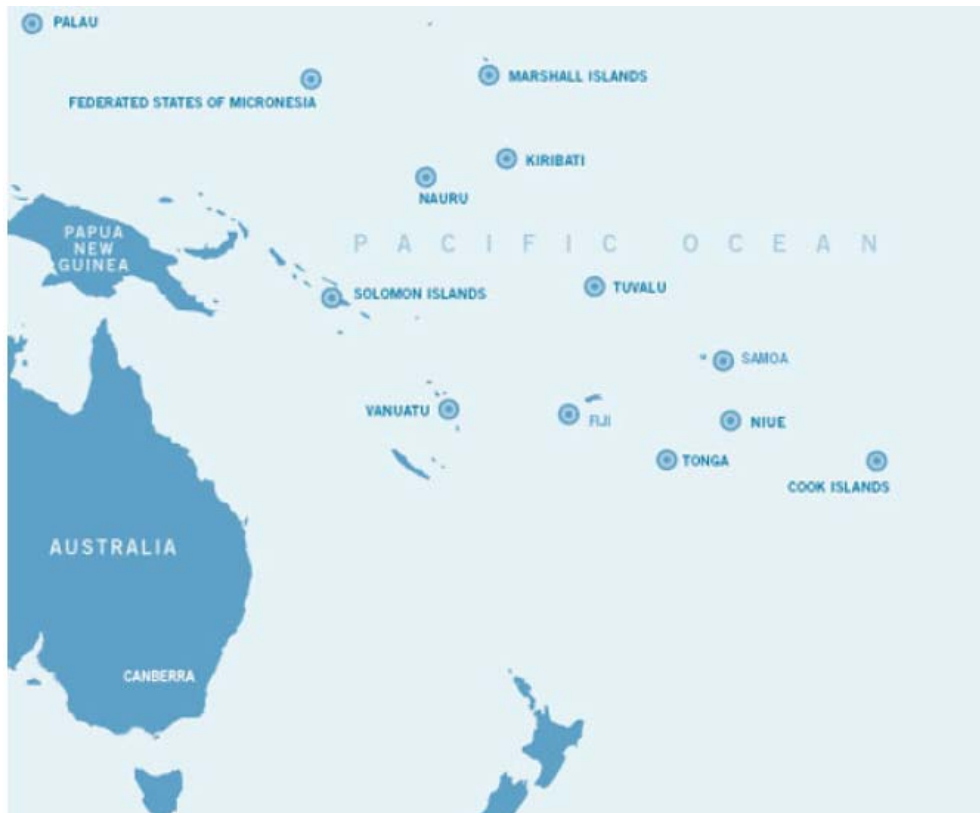 PALAU
MARSHALL ISLANDS
FEDERATED STATES OF MICRONESIA
KIRIBATI
NAURU
PAPUA
NEW
GUINEA
PACIFIC OCEAN
SOLOMON ISLANDS
TUVALU
SAMOA
VANUATU
FIJI
NIUE
TONGA
COOK ISLANDS
AUSTRALIA
CANBERRA